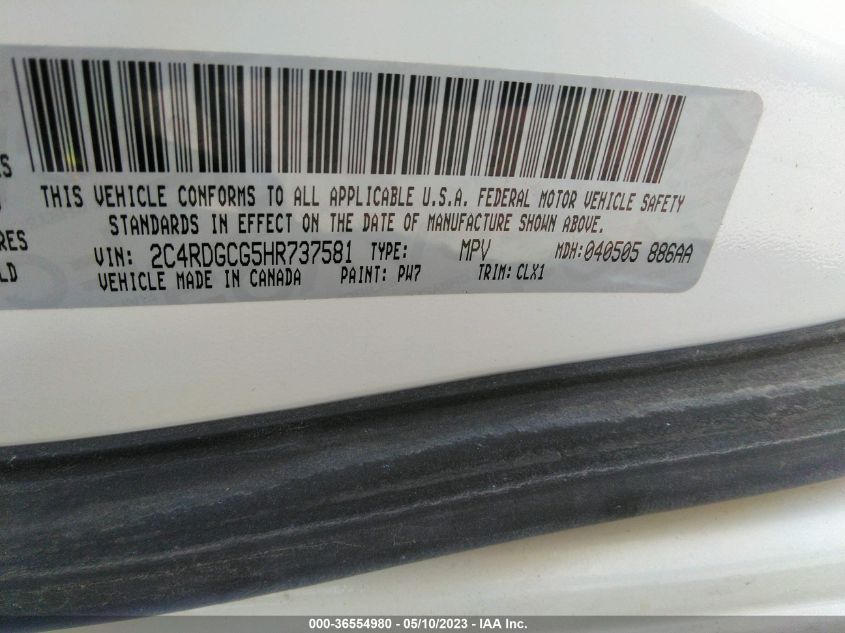 S
THIS VEHICLE CONFORMS TO ALL APPLICABLE U.S.A. FEDERAL MOTOR VEHICLE SAFETY
STANDARDS IN EFFECT ON THE DATE OF MANUFACTURE SHOWN ABOVE.
RES
VIN: 2C4RDGCG5HR737581 TYPE: MPV MDH:040505 886AA
LD
VEHICLE MADE IN CANADA PAINT: PW7 TRIM: CLX1
000-36554980 - 05/10/2023 - IAA Inc.